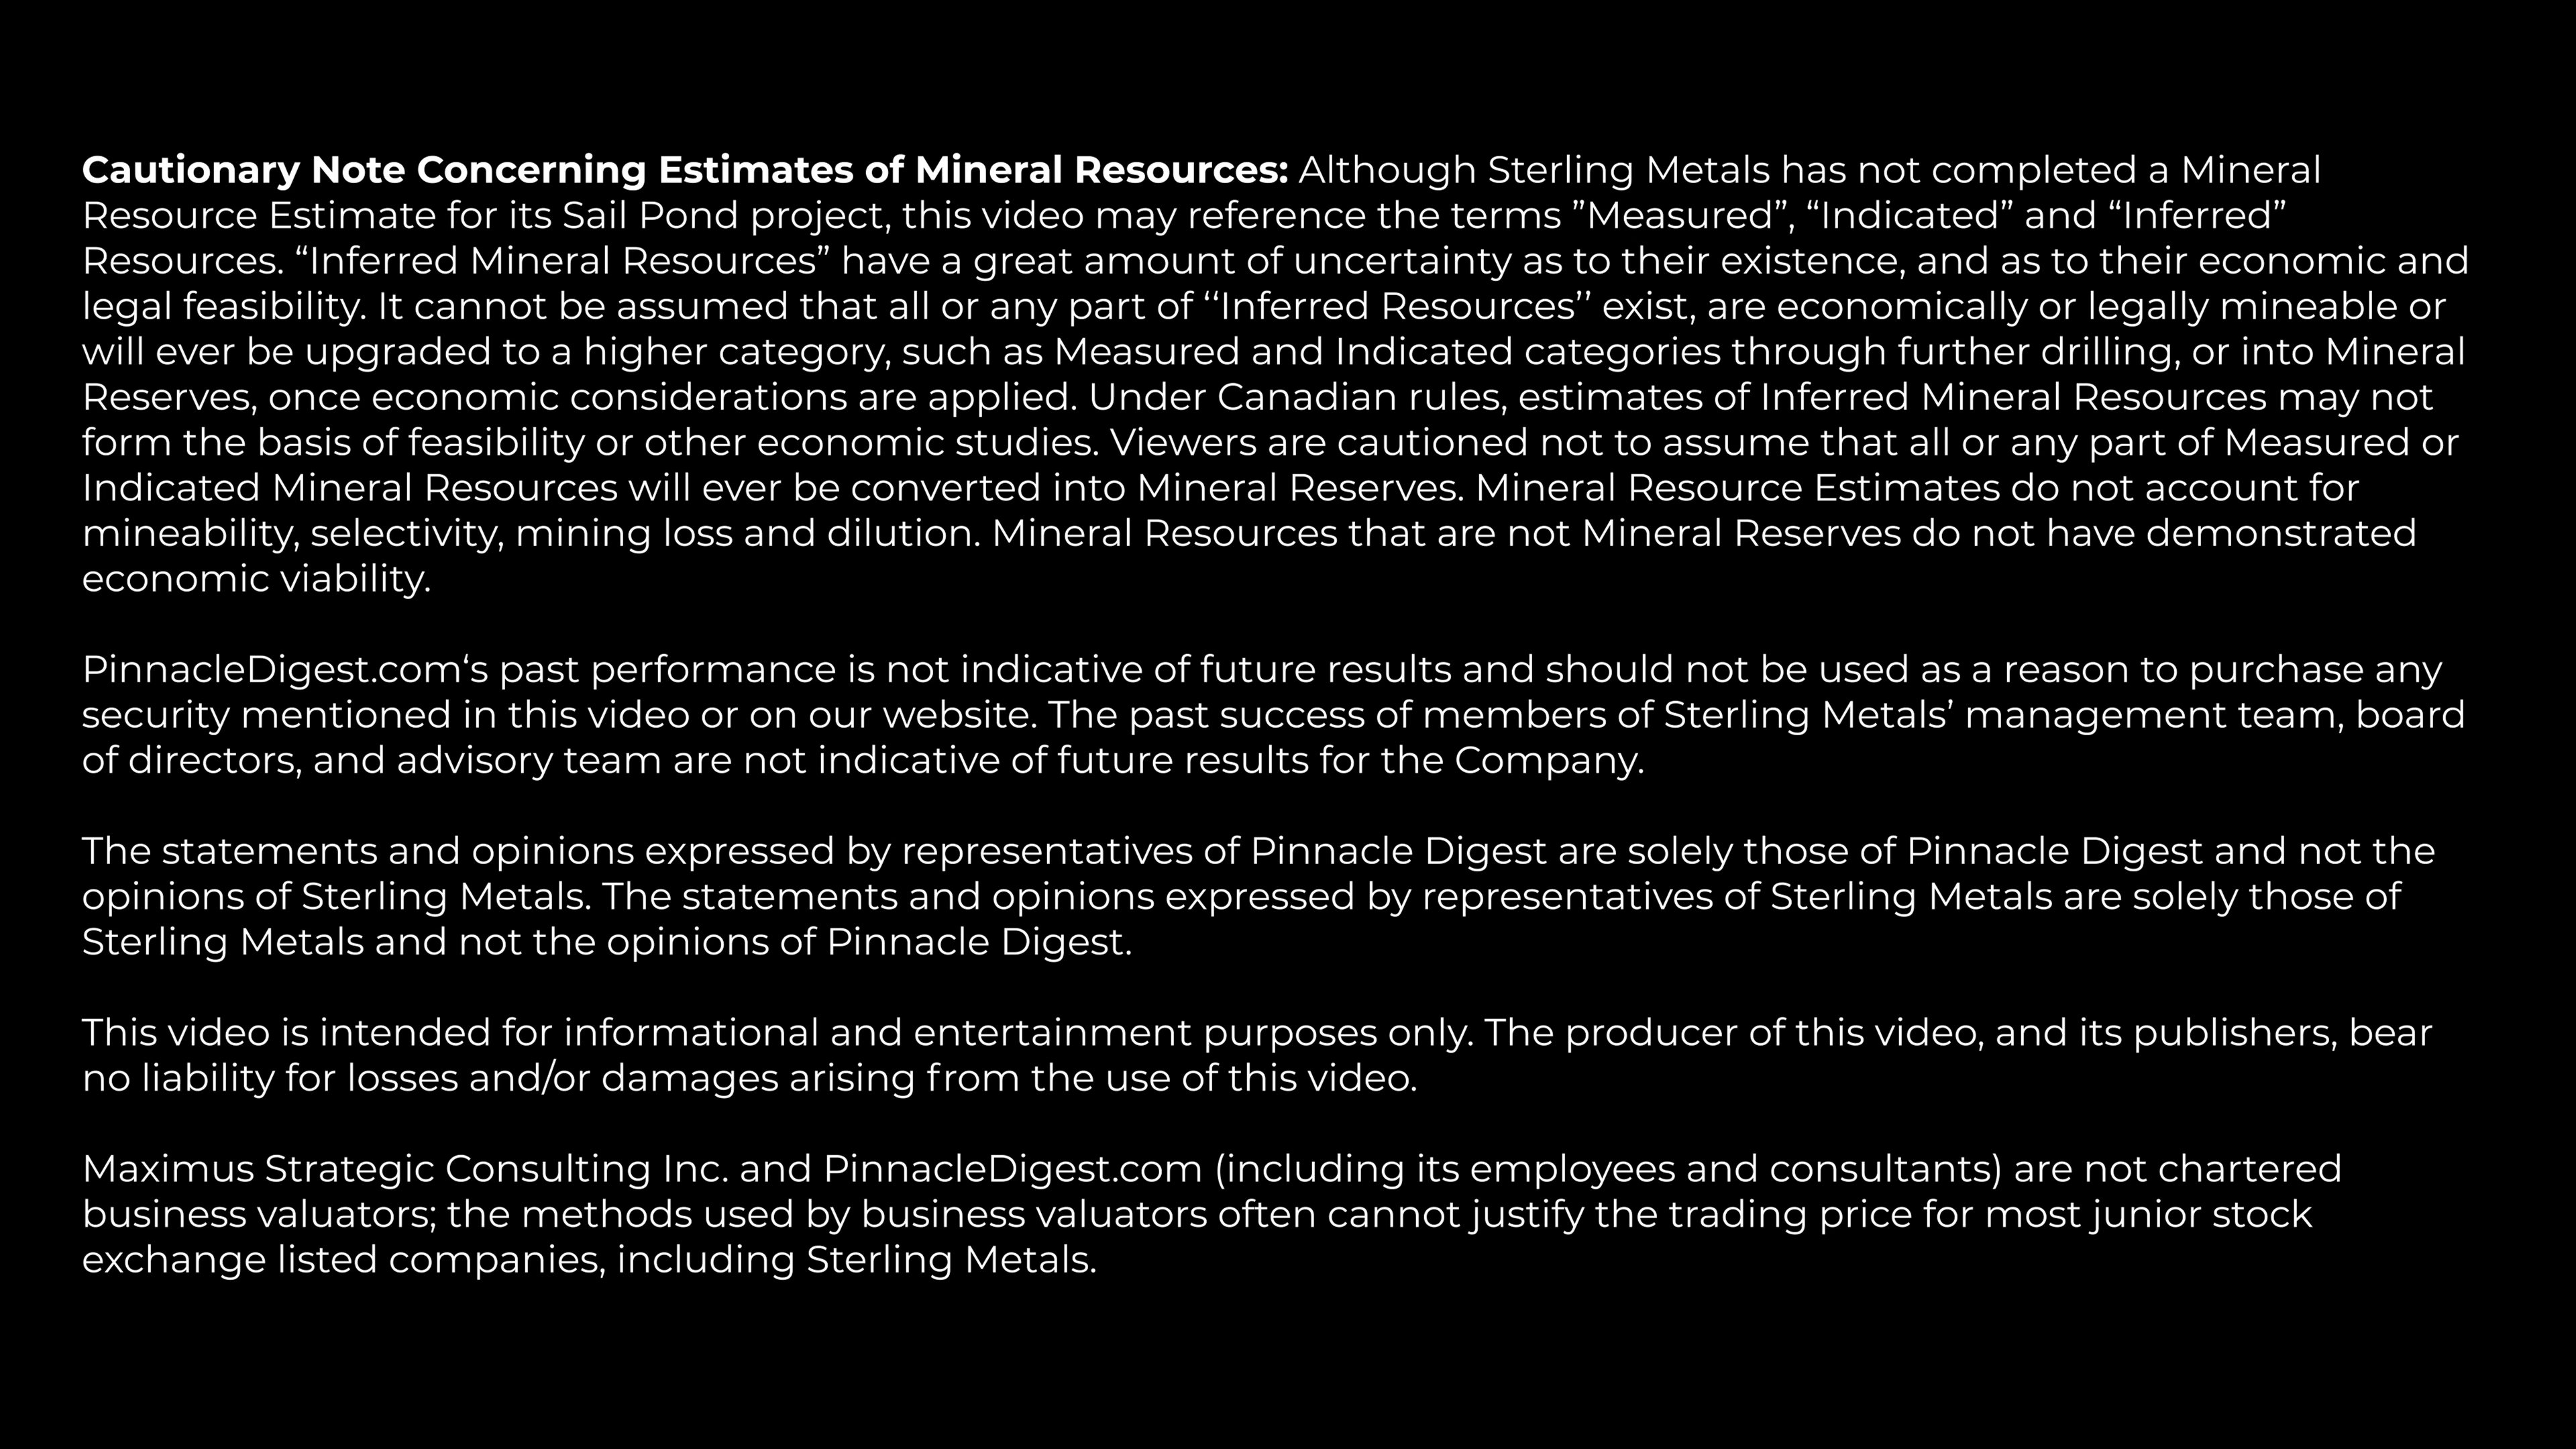 Cautionary Note Concerning Estimates of Mineral Resources: Although Sterling Metals has not completed a Mineral
Resource Estimate for its Sail Pond project, this video may reference the terms ”Measured”, “Indicated” and “Inferred”
Resources. “Inferred Mineral Resources” have a great amount of uncertainty as to their existence, and as to their economic and
legal feasibility. It cannot be assumed that all or any part of ‘‘Inferred Resources’’ exist, are economically or legally mineable or
will ever be upgraded to a higher category, such as Measured and Indicated categories through further drilling, or into Mineral
Reserves, once economic considerations are applied. Under Canadian rules, estimates of Inferred Mineral Resources may not
form the basis of feasibility or other economic studies. Viewers are cautioned not to assume that all or any part of Measured or
Indicated Mineral Resources will ever be converted into Mineral Reserves. Mineral Resource Estimates do not account for
mineability, selectivity, mining loss and dilution. Mineral Resources that are not Mineral Reserves do not have demonstrated
economic viability.
PinnacleDigest.com‘s past performance is not indicative of future results and should not be used as a reason to purchase any
security mentioned in this video or on our website. The past success of members of Sterling Metals’ management team, board
of directors, and advisory team are not indicative of future results for the Company.
The statements and opinions expressed by representatives of Pinnacle Digest are solely those of Pinnacle Digest and not the
opinions of Sterling Metals. The statements and opinions expressed by representatives of Sterling Metals are solely those of
Sterling Metals and not the opinions of Pinnacle Digest.
This video is intended for informational and entertainment purposes only. The producer of this video, and its publishers, bear
no liability for losses and/or damages arising from the use of this video.
Maximus Strategic Consulting Inc. and PinnacleDigest.com (including its employees and consultants) are not chartered
business valuators; the methods used by business valuators often cannot justify the trading price for most junior stock
exchange listed companies, including Sterling Metals.